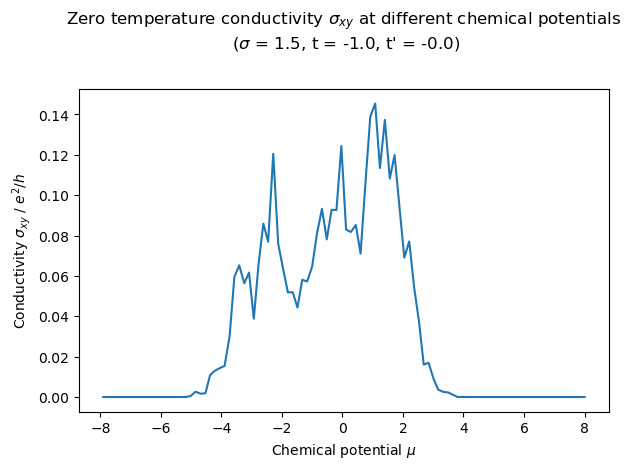 Zero temperature conductivity σ_xy at different chemical potentials
(σ = 1.5, t = -1.0, t' = -0.0)
Conductivity σ_xy / e²/h
0.14
0.12
0.10
0.08
0.06
0.04
0.02
0.00
−8 −6 −4 −2 0 2 4 6 8
Chemical potential μ